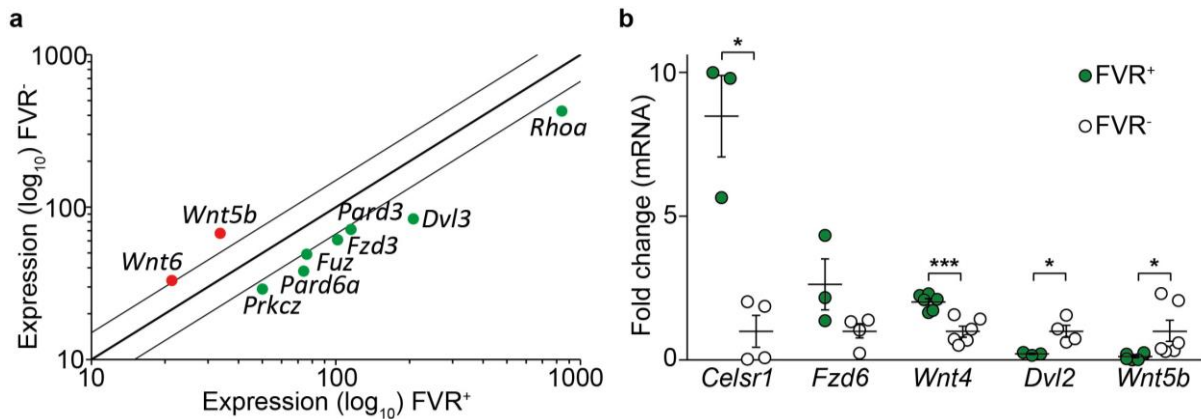 a
Expression (log₁₀) FVR⁻
1000
100
10
Wnt5b
Wnt6
Rhoa
Pard3
Dvl3
Fzd3
Fuz
Pard6a
Prkcz
10
100
1000
Expression (log₁₀) FVR⁺
b
Fold change (mRNA)
10
5
0
*
***
*
*
FVR⁺
FVR⁻
Celsr1
Fzd6
Wnt4
Dvl2
Wnt5b